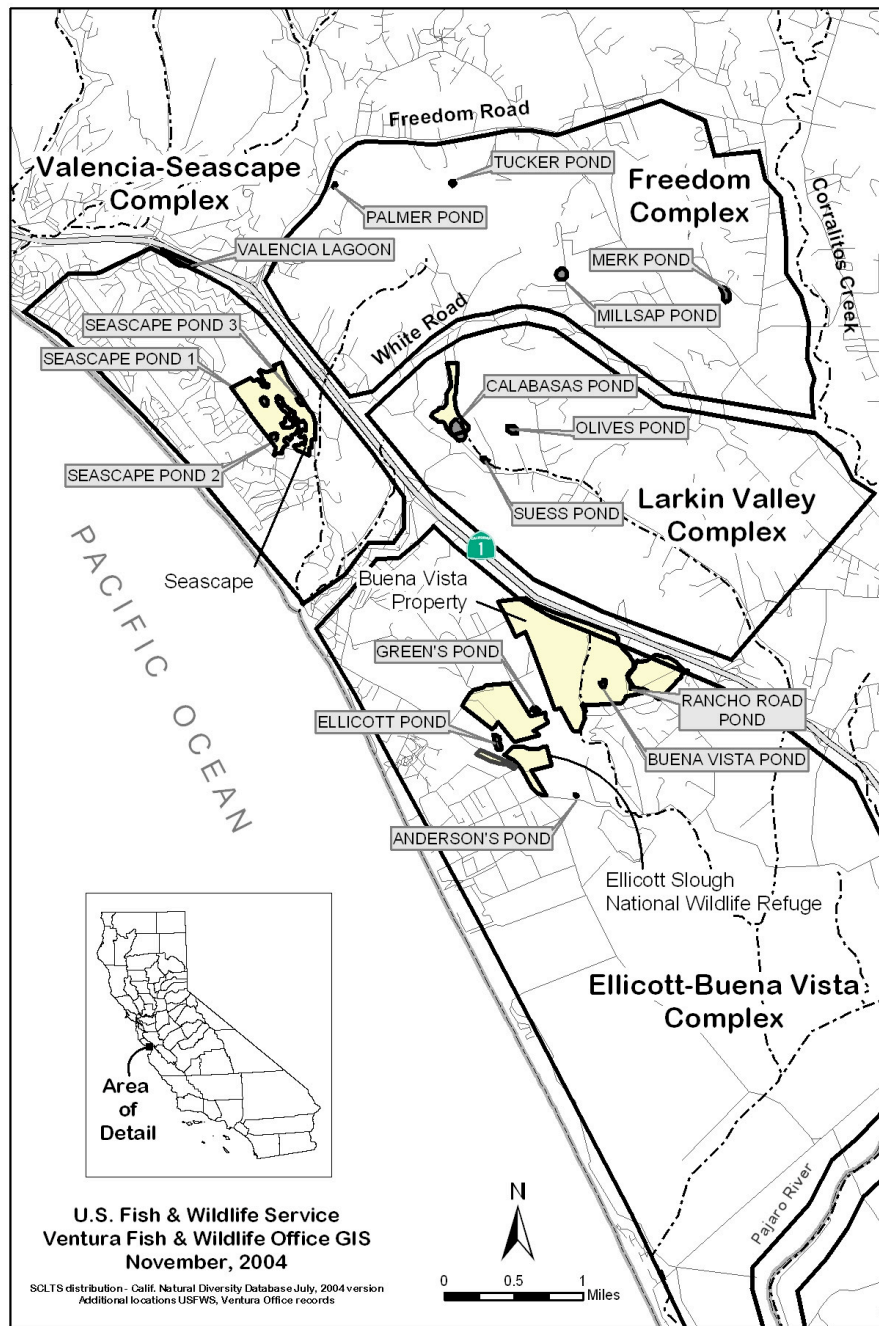 Freedom Road
Valencia-Seascape
Complex
TUCKER POND
Freedom
Complex
PALMER POND
Corralitos Creek
VALENCIA LAGOON
MERK POND
SEASCAPE POND 3
White Road
MILLSAP POND
SEASCAPE POND 1
CALABASAS POND
OLIVES POND
SEASCAPE POND 2
Larkin Valley
Complex
SUESS POND
1
Seascape
Buena Vista
Property
PACIFIC OCEAN
GREEN'S POND
RANCHO ROAD
POND
ELLICOTT POND
BUENA VISTA POND
ANDERSON'S POND
Ellicott Slough
National Wildlife Refuge
Ellicott-Buena Vista
Complex
Area
of
Detail
Pajaro River
N
U.S. Fish & Wildlife Service
Ventura Fish & Wildlife Office GIS
November, 2004
SCLTS distribution - Calif. Natural Diversity Database July, 2004 version
Additional locations USFWS, Ventura Office records
0 0.5 1
Miles